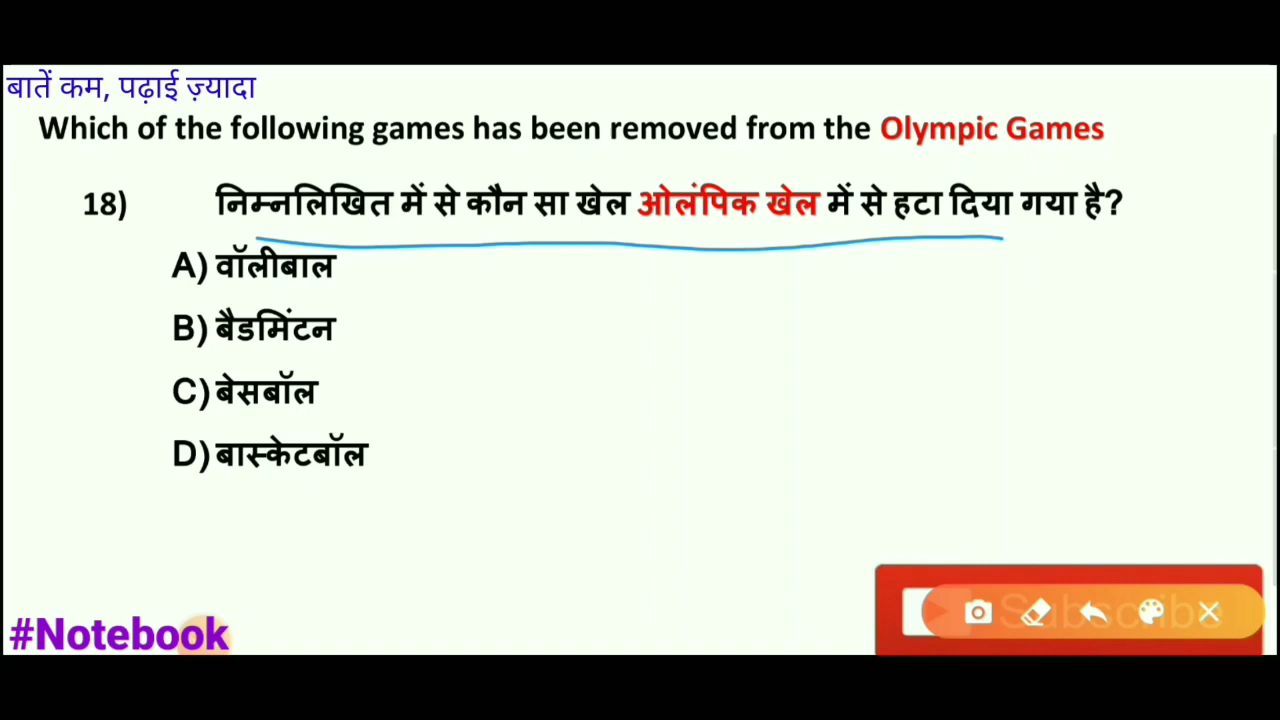 बातें कम, पढ़ाई ज़्यादा
Which of the following games has been removed from the Olympic Games
18) निम्नलिखित में से कौन सा खेल ओलंपिक खेल में से हटा दिया गया है?
A) वॉलीबाल
B) बैडमिंटन
C) बेसबॉल
D) बास्केटबॉल
#Notebook
Subscribe